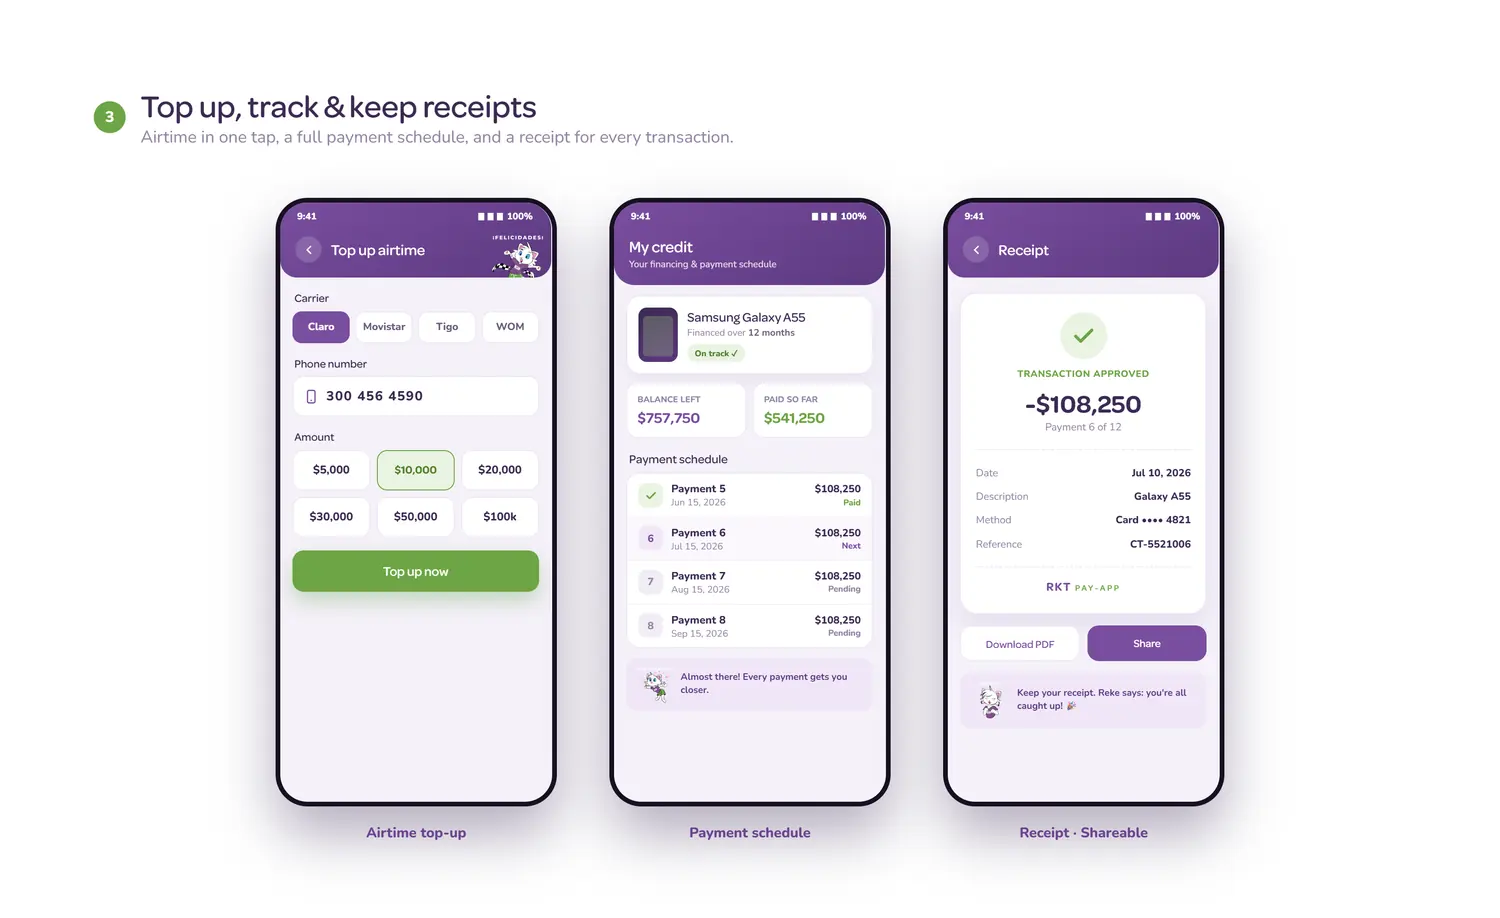 3
Top up, track & keep receipts
Airtime in one tap, a full payment schedule, and a receipt for every transaction.
9:41
100%
¡FELICIDADES!
Top up airtime
Carrier
Claro
Movistar
Tigo
WOM
Phone number
300 456 4590
Amount
$5,000
$10,000
$20,000
$30,000
$50,000
$100k
Top up now
Airtime top-up
9:41
100%
My credit
Your financing & payment schedule
Samsung Galaxy A55
Financed over 12 months
On track ✓
BALANCE LEFT
$757,750
PAID SO FAR
$541,250
Payment schedule
Payment 5
$108,250
Jun 15, 2026
Paid
6
Payment 6
$108,250
Jul 15, 2026
Next
7
Payment 7
$108,250
Aug 15, 2026
Pending
8
Payment 8
$108,250
Sep 15, 2026
Pending
Almost there! Every payment gets you
closer.
Payment schedule
9:41
100%
Receipt
TRANSACTION APPROVED
-$108,250
Payment 6 of 12
Date
Jul 10, 2026
Description
Galaxy A55
Method
Card •••• 4821
Reference
CT-5521006
RKT PAY-APP
Download PDF
Share
Keep your receipt. Reke says: you're all
caught up! 🎉
Receipt · Shareable